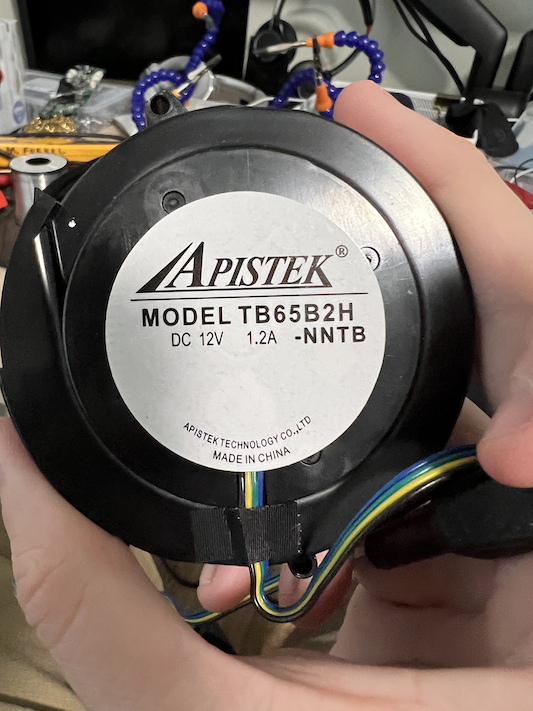 APISTEK®
MODEL TB65B2H
DC 12V 1.2A -NNTB
APISTEK TECHNOLOGY CO.,LTD
MADE IN CHINA